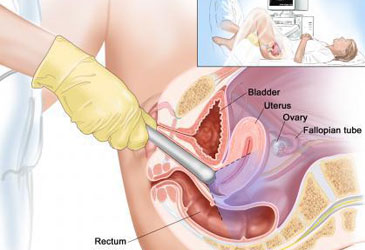 Bladder
Uterus
Ovary
Fallopian tube
Rectum